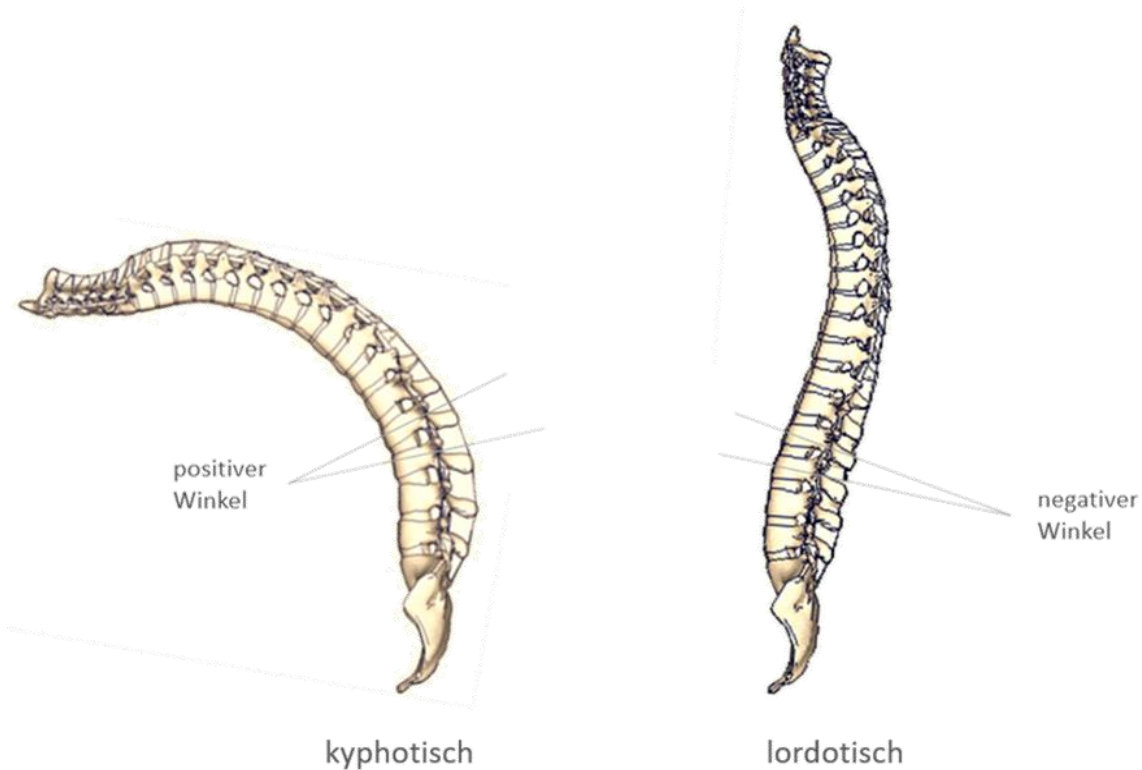 positiver
Winkel
negativer
Winkel
kyphotisch
lordotisch